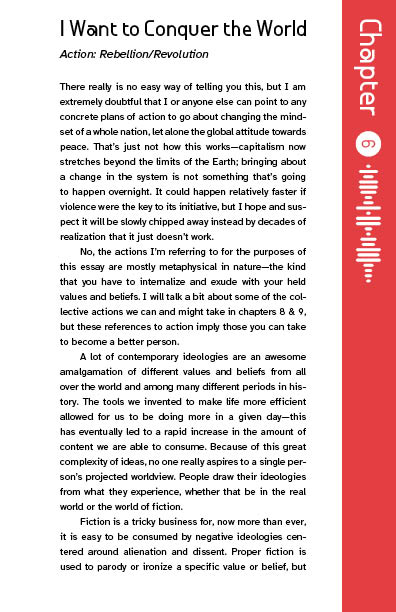 I Want to Conquer the World
Action: Rebellion/Revolution
There really is no easy way of telling you this, but I am
extremely doubtful that I or anyone else can point to any
concrete plans of action to go about changing the mind-
set of a whole nation, let alone the global attitude towards
peace. That's just not how this works—capitalism now
stretches beyond the limits of the Earth; bringing about
a change in the system is not something that's going
to happen overnight. It could happen relatively faster if
violence were the key to its initiative, but I hope and sus-
pect it will be slowly chipped away instead by decades of
realization that it just doesn't work.
No, the actions I'm referring to for the purposes of
this essay are mostly metaphysical in nature—the kind
that you have to internalize and exude with your held
values and beliefs. I will talk a bit about some of the col-
lective actions we can and might take in chapters 8 & 9,
but these references to action imply those you can take
to become a better person.
A lot of contemporary ideologies are an awesome
amalgamation of different values and beliefs from all
over the world and among many different periods in his-
tory. The tools we invented to make life more efficient
allowed for us to be doing more in a given day—this
has eventually led to a rapid increase in the amount of
content we are able to consume. Because of this great
complexity of ideas, no one really aspires to a single per-
son's projected worldview. People draw their ideologies
from what they experience, whether that be in the real
world or the world of fiction.
Fiction is a tricky business for, now more than ever,
it is easy to be consumed by negative ideologies cen-
tered around alienation and dissent. Proper fiction is
used to parody or ironize a specific value or belief, but
Chapter
6